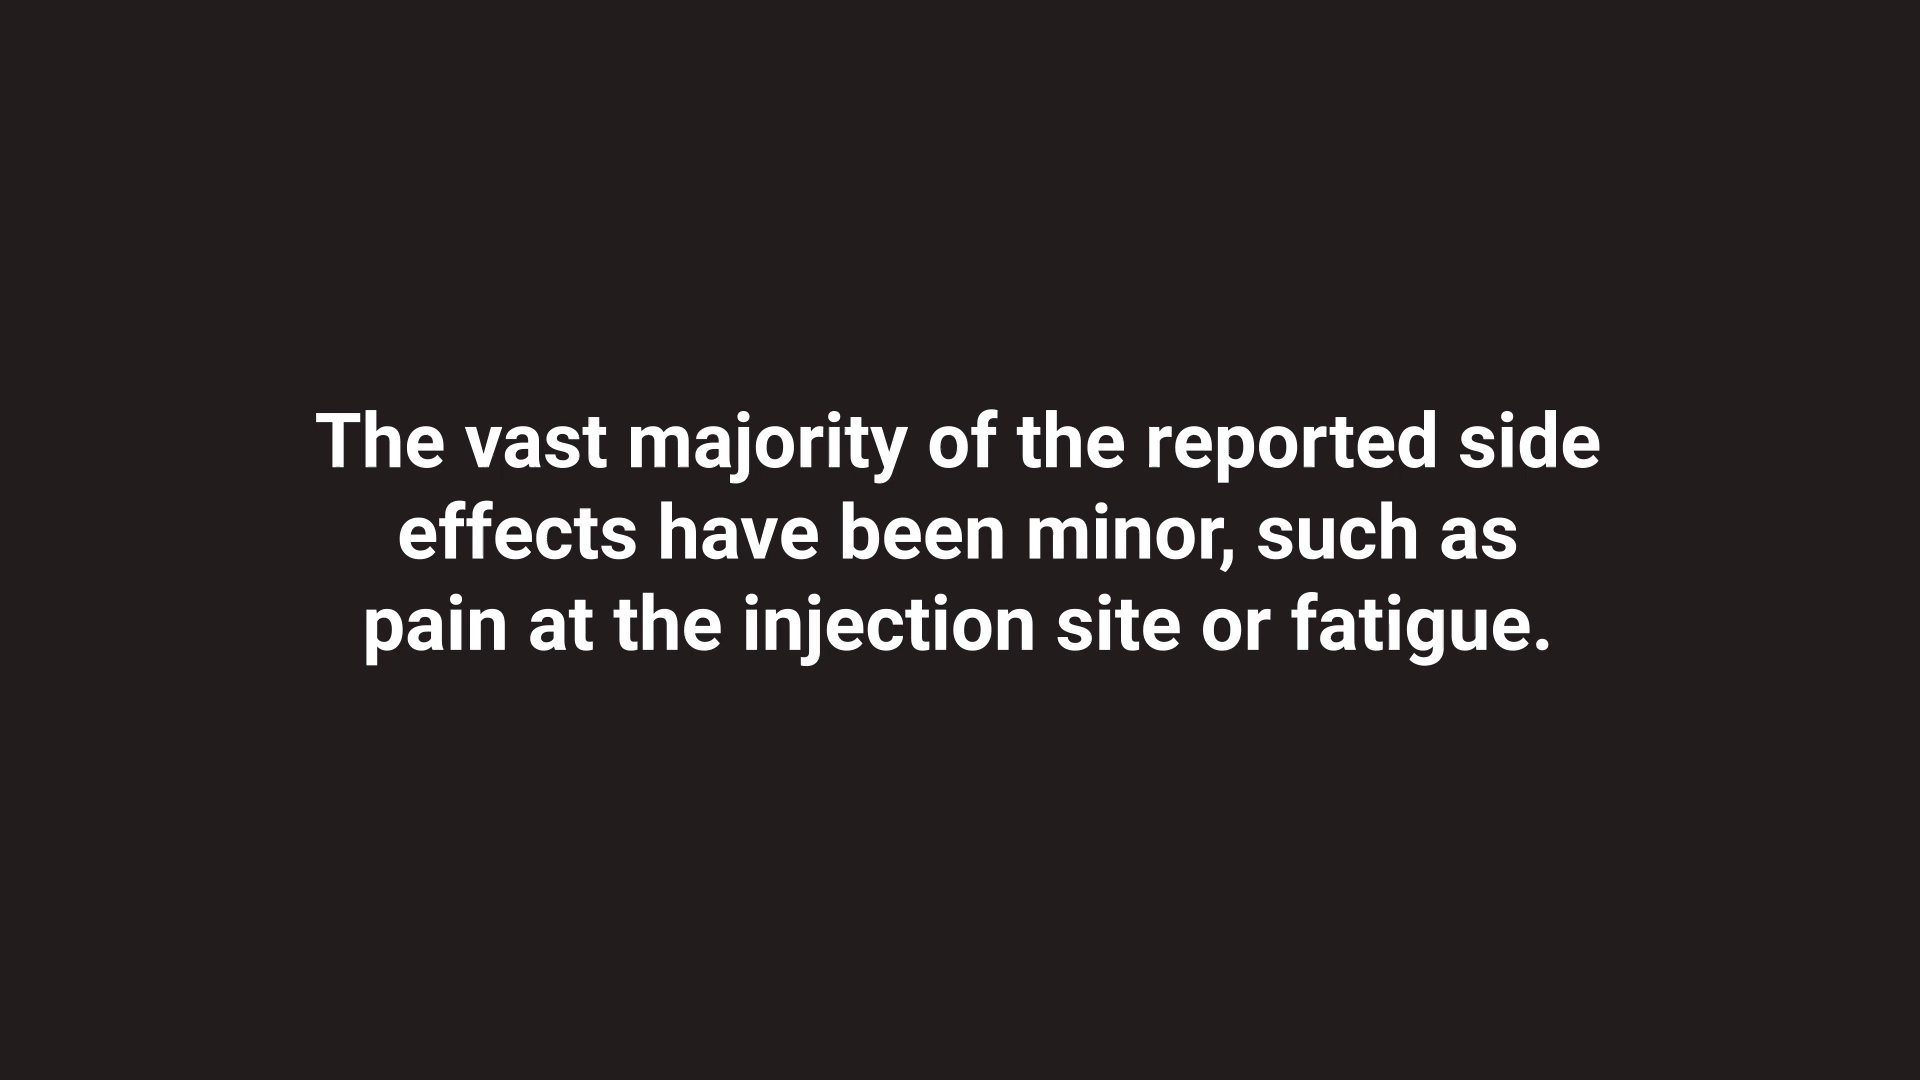 The vast majority of the reported side
effects have been minor, such as
pain at the injection site or fatigue.